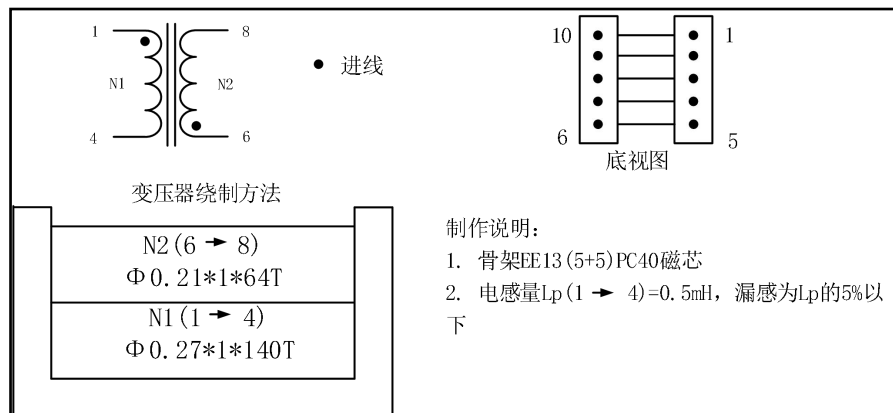 1
8
N1
N2
4
6
● 进线
10
1
6
5
底视图
变压器绕制方法
N2(6 → 8)
Φ0.21*1*64T
N1(1 → 4)
Φ0.27*1*140T
制作说明:
1. 骨架EE13(5+5)PC40磁芯
2. 电感量Lp(1 → 4)=0.5mH, 漏感为Lp的5%以
下